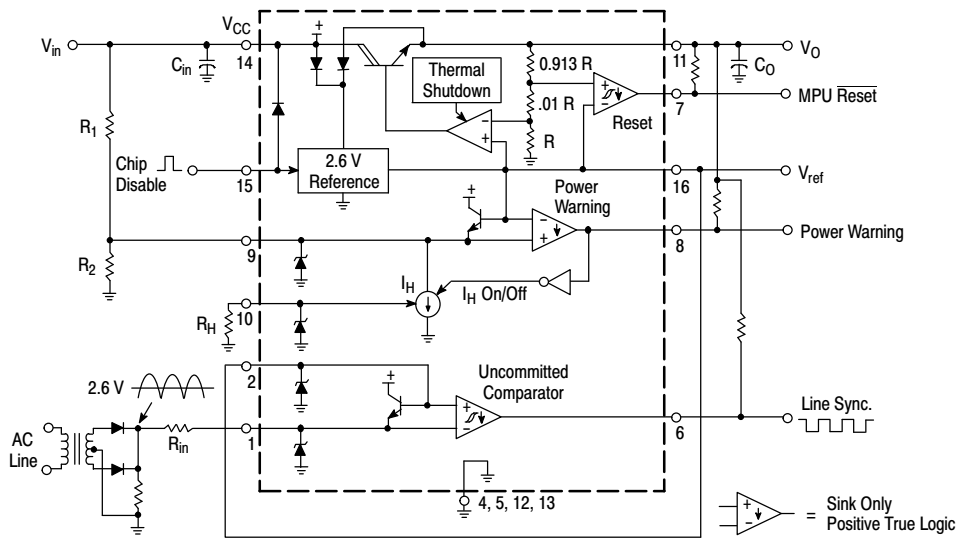 V_in
V_CC
14
C_in
Thermal
Shutdown
0.913 R
.01 R
R
+
−
+
−
+
Reset
11
C_O
V_O
7
MPU R̅e̅s̅e̅t̅
R_1
Chip
Disable
15
2.6 V
Reference
16
V_ref
+
Power
Warning
−
+
8
Power Warning
9
R_2
I_H
I_H On/Off
10
R_H
2
2.6 V
+
Uncommitted
Comparator
+
−
6
Line Sync.
AC
Line
R_in
1
4, 5, 12, 13
+
−
= Sink Only
Positive True Logic